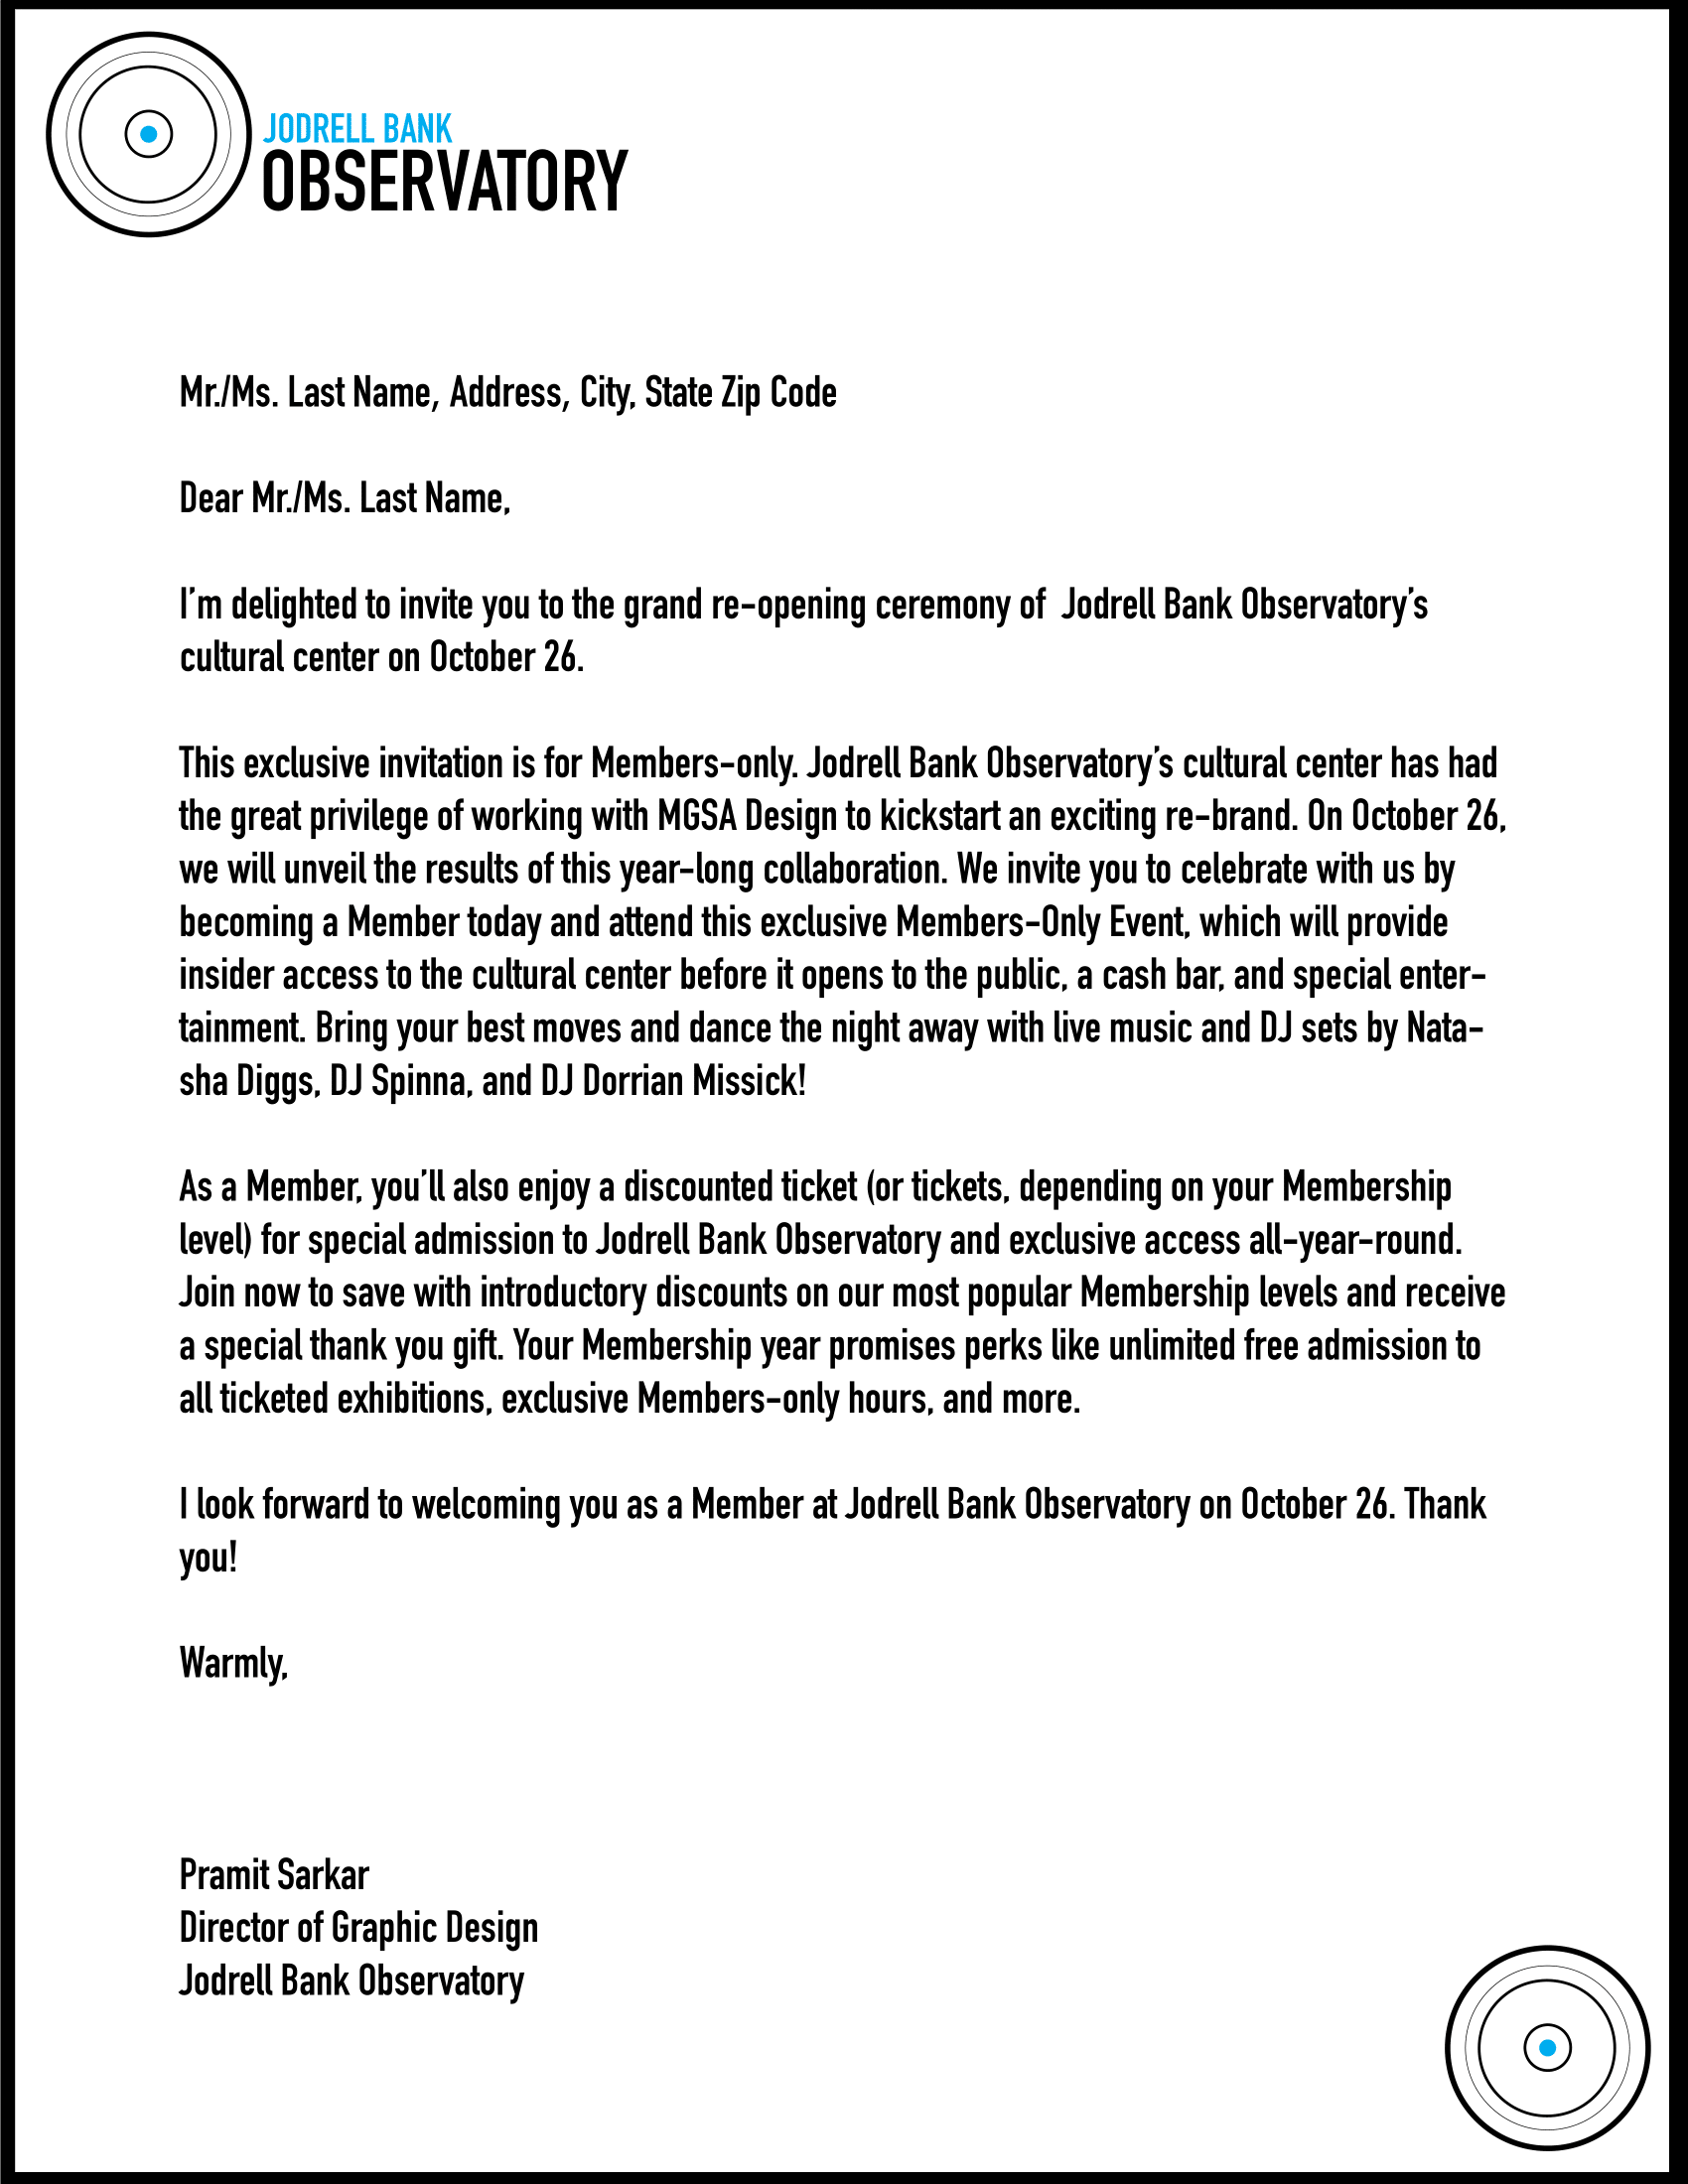 JODRELL BANK
OBSERVATORY
Mr./Ms. Last Name, Address, City, State Zip Code
Dear Mr./Ms. Last Name,
I’m delighted to invite you to the grand re-opening ceremony of  Jodrell Bank Observatory’s
cultural center on October 26.
This exclusive invitation is for Members-only. Jodrell Bank Observatory’s cultural center has had
the great privilege of working with MGSA Design to kickstart an exciting re-brand. On October 26,
we will unveil the results of this year-long collaboration. We invite you to celebrate with us by
becoming a Member today and attend this exclusive Members-Only Event, which will provide
insider access to the cultural center before it opens to the public, a cash bar, and special enter-
tainment. Bring your best moves and dance the night away with live music and DJ sets by Nata-
sha Diggs, DJ Spinna, and DJ Dorrian Missick!
As a Member, you’ll also enjoy a discounted ticket (or tickets, depending on your Membership
level) for special admission to Jodrell Bank Observatory and exclusive access all-year-round.
Join now to save with introductory discounts on our most popular Membership levels and receive
a special thank you gift. Your Membership year promises perks like unlimited free admission to
all ticketed exhibitions, exclusive Members-only hours, and more.
I look forward to welcoming you as a Member at Jodrell Bank Observatory on October 26. Thank
you!
Warmly,
Pramit Sarkar
Director of Graphic Design
Jodrell Bank Observatory